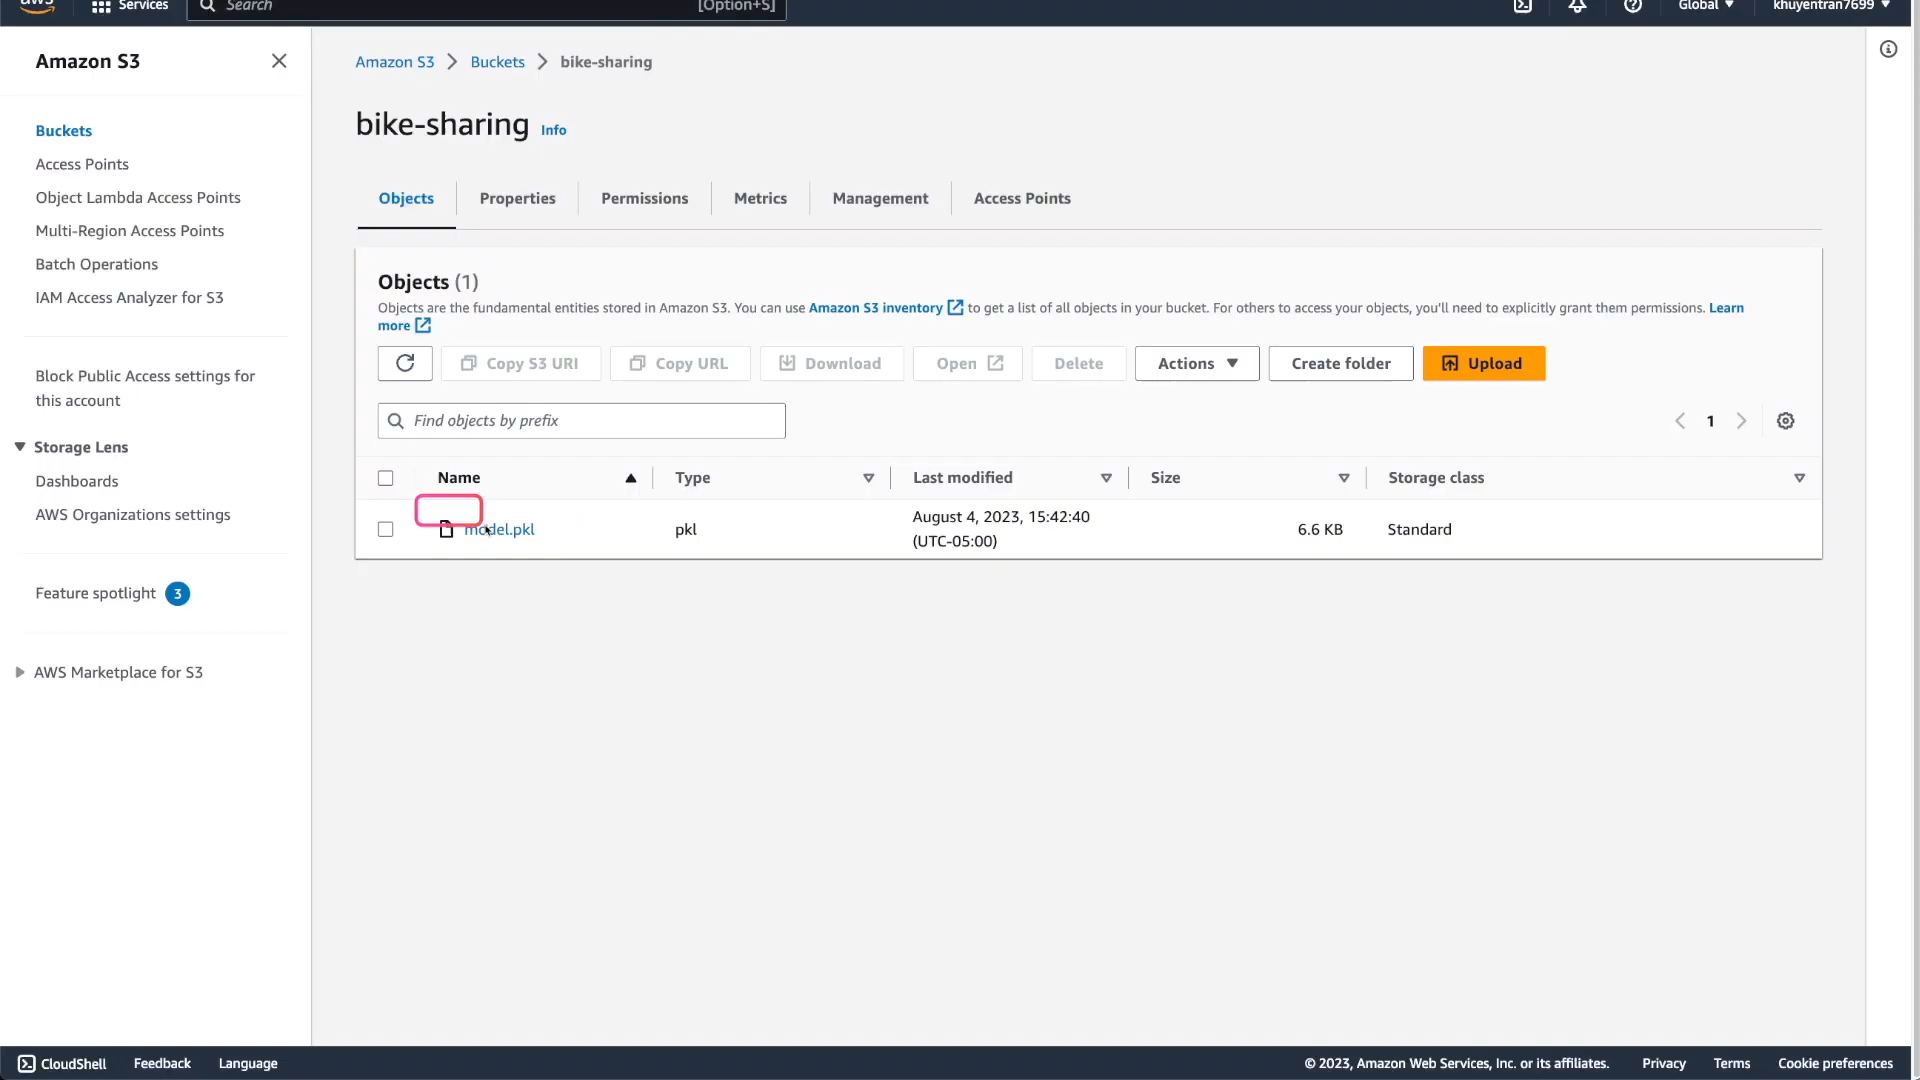 aws Services Search [Option+S] Global khuyentran7699
Amazon S3
Buckets
Access Points
Object Lambda Access Points
Multi-Region Access Points
Batch Operations
IAM Access Analyzer for S3
Block Public Access settings for
this account
Storage Lens
Dashboards
AWS Organizations settings
Feature spotlight 3
AWS Marketplace for S3
Amazon S3 Buckets bike-sharing
bike-sharing Info
Objects Properties Permissions Metrics Management Access Points
Objects (1)
Objects are the fundamental entities stored in Amazon S3. You can use Amazon S3 inventory to get a list of all objects in your bucket. For others to access your objects, you'll need to explicitly grant them permissions. Learn
more
Copy S3 URI Copy URL Download Open Delete Actions Create folder Upload
Find objects by prefix 1
Name Type Last modified Size Storage class
model.pkl pkl August 4, 2023, 15:42:40 6.6 KB Standard
(UTC-05:00)
CloudShell Feedback Language © 2023, Amazon Web Services, Inc. or its affiliates. Privacy Terms Cookie preferences